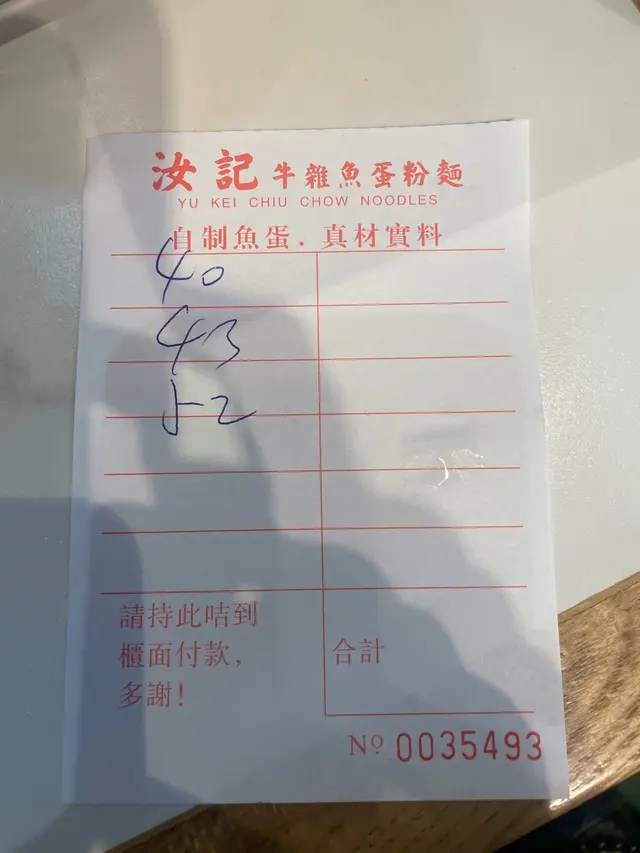 汝記牛雜魚蛋粉麵
YU KEI CHIU CHOW NOODLES
自制魚蛋．真材實料
40
43
52
請持此咭到
櫃面付款，
多謝！
合計
Nº 0035493